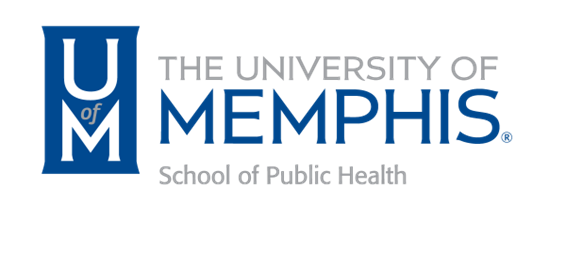 U
of
M
THE UNIVERSITY OF
MEMPHIS®
School of Public Health